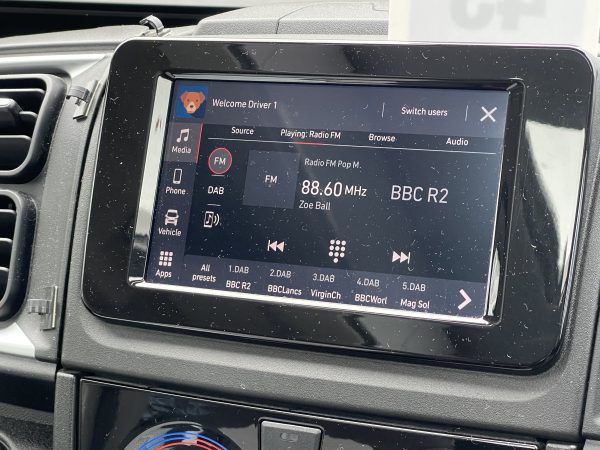 Welcome Driver 1
Switch users
Media
Source
Playing: Radio FM
Browse
Audio
FM
FM
Radio FM Pop M.
88.60 MHz
BBC R2
Zoe Ball
Phone
DAB
Vehicle
Apps
All presets
1.DAB
BBC R2
2.DAB
BBCLancs
3.DAB
VirginCh
4.DAB
BBCWorl
5.DAB
Mag Sol